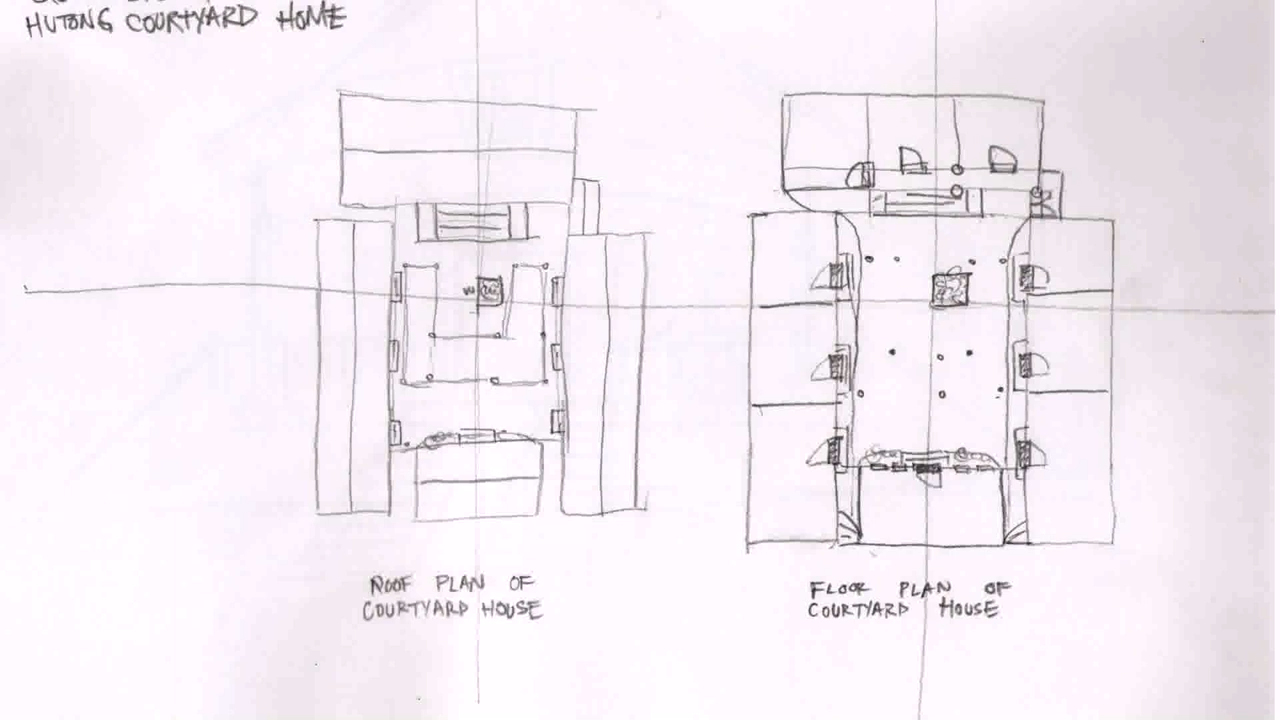 HUTONG COURTYARD HOME
ROOF PLAN OF
COURTYARD HOUSE
FLOOR PLAN OF
COURTYARD HOUSE